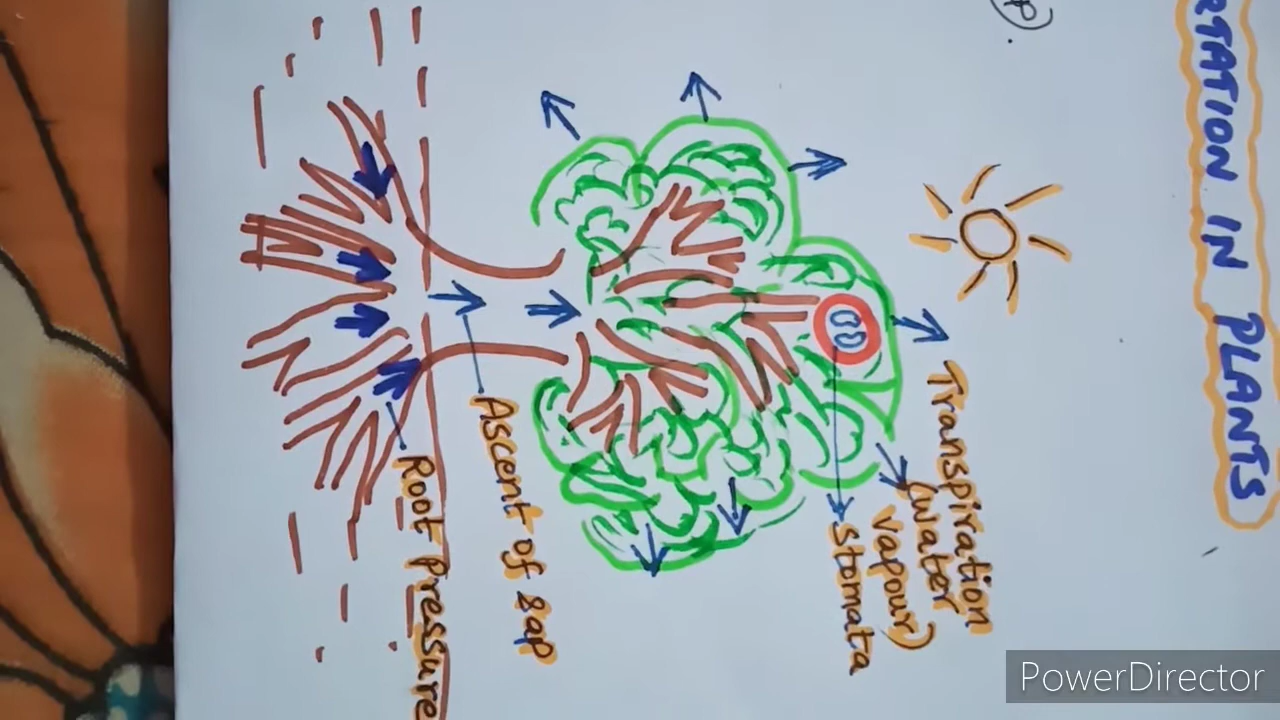 RTATION IN PLANTS
Transpiration
(Water
Vapour)
Stomata
Ascent of Sap
Root Pressure
PowerDirector